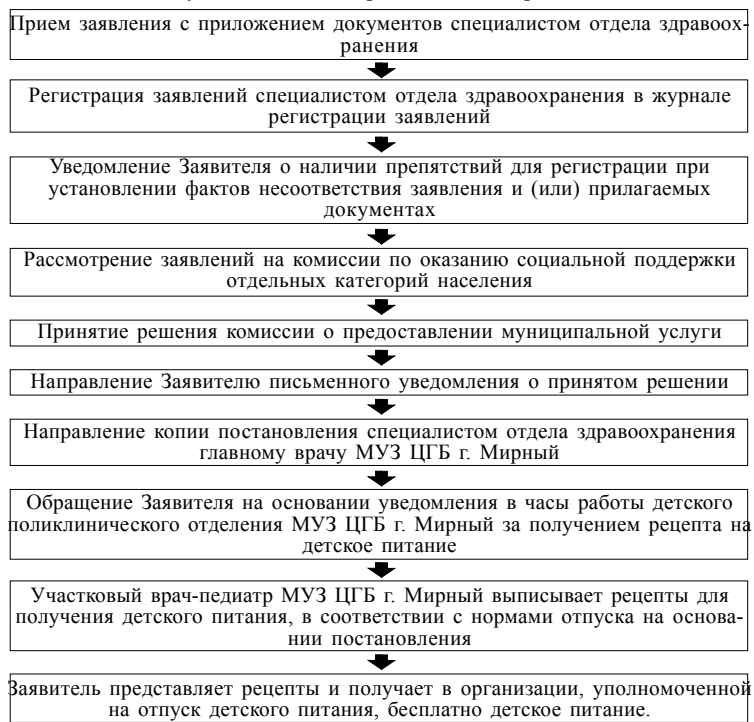 Прием заявления с приложением документов специалистом отдела здравоох-
ранения
Регистрация заявлений специалистом отдела здравоохранения в журнале
регистрации заявлений
Уведомление Заявителя о наличии препятствий для регистрации при
установлении фактов несоответствия заявления и (или) прилагаемых
документах
Рассмотрение заявлений на комиссии по оказанию социальной поддержки
отдельных категорий населения
Принятие решения комиссии о предоставлении муниципальной услуги
Направление Заявителю письменного уведомления о принятом решении
Направление копии постановления специалистом отдела здравоохранения
главному врачу МУЗ ЦГБ г. Мирный
Обращение Заявителя на основании уведомления в часы работы детского
поликлинического отделения МУЗ ЦГБ г. Мирный за получением рецепта на
детское питание
Участковый врач-педиатр МУЗ ЦГБ г. Мирный выписывает рецепты для
получения детского питания, в соответствии с нормами отпуска на основа-
нии постановления
Заявитель представляет рецепты и получает в организации, уполномоченной
на отпуск детского питания, бесплатно детское питание.